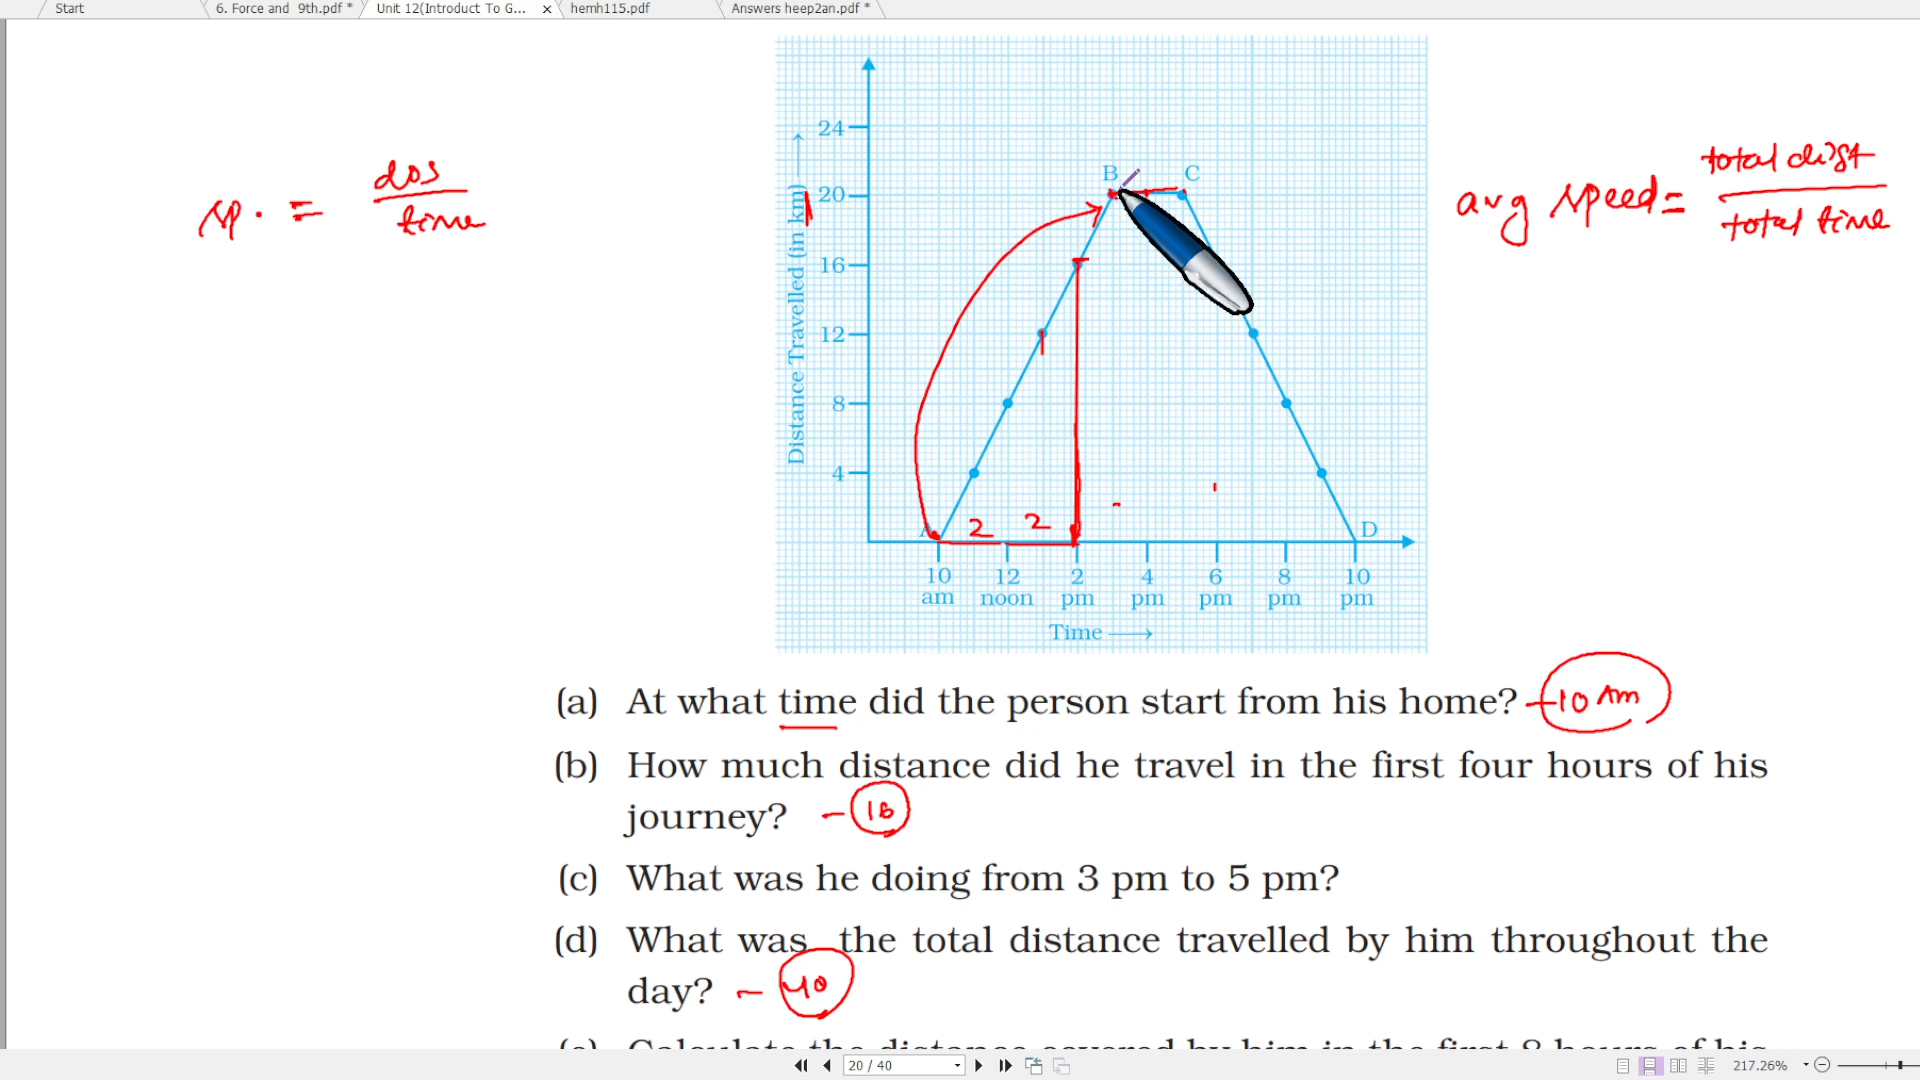 Start
6. Force and 9th.pdf *
Unit 12(Introduct To G... x
hemh115.pdf
Answers heep2an.pdf *
= time
avg speed = total dist
total time
Distance Travelled (in km)
24
20
16
12
8
4
B
C
D
2 2
10 12 2 4 6 8 10
am noon pm pm pm pm pm
Time
(a) At what time did the person start from his home? - 10 Am
(b) How much distance did he travel in the first four hours of his
journey? - 16
(c) What was he doing from 3 pm to 5 pm?
(d) What was the total distance travelled by him throughout the
day? - 40
20 / 40
217.26%